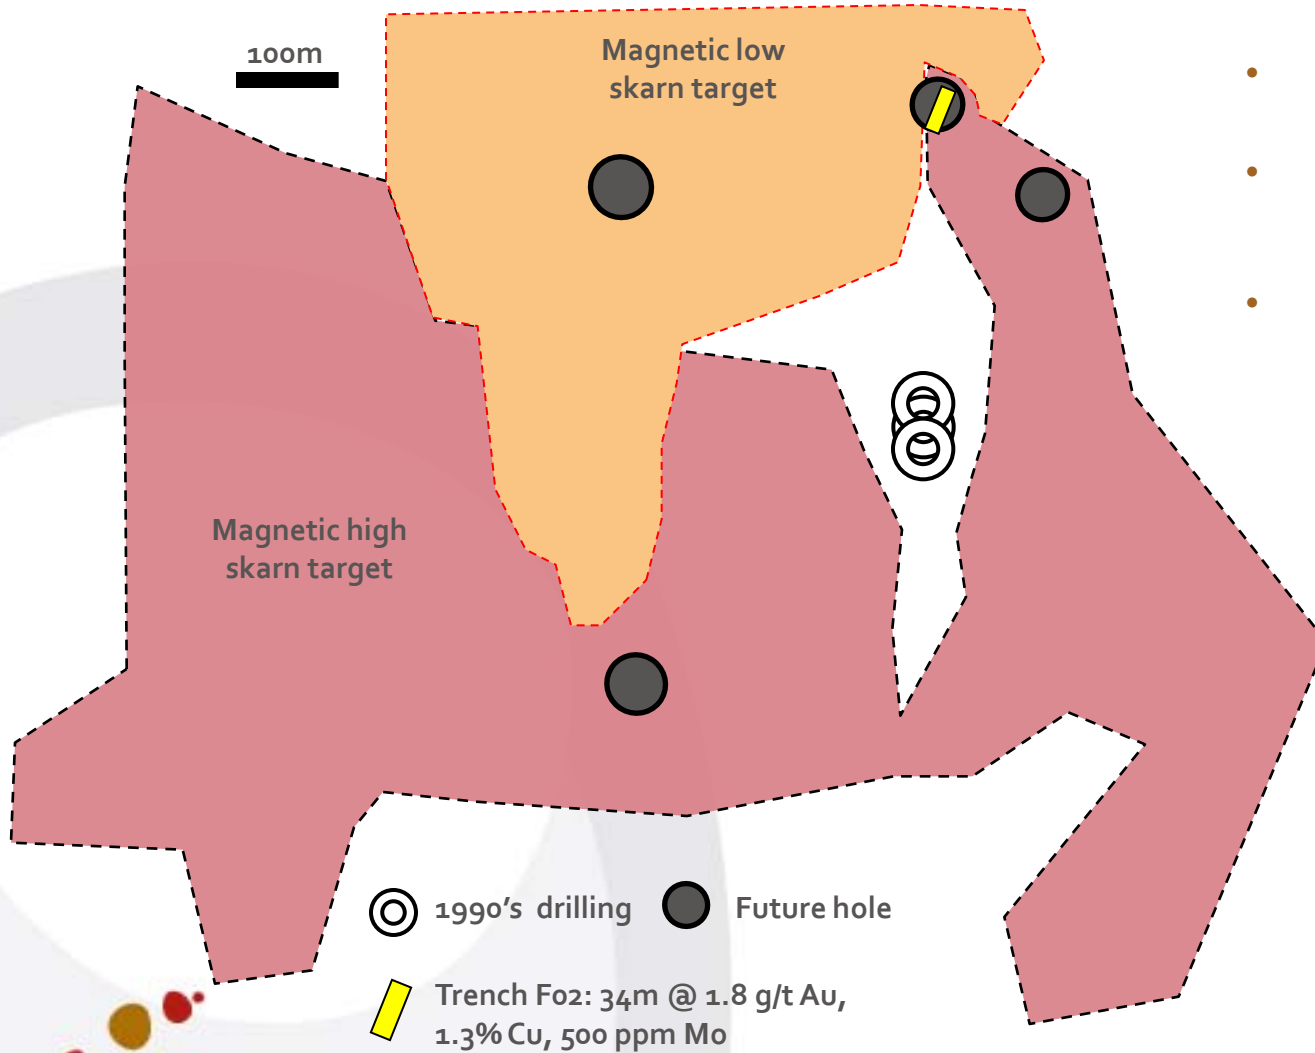 100m
Magnetic low
skarn target
Magnetic high
skarn target
1990's drilling
Future hole
Trench F02: 34m @ 1.8 g/t Au,
1.3% Cu, 500 ppm Mo